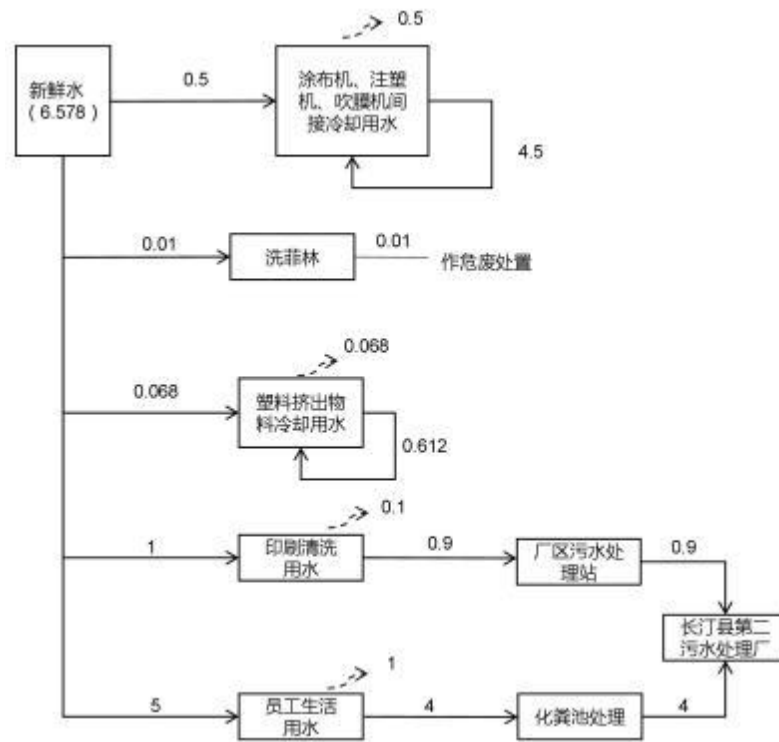 0.5
新鲜水
（6.578）
0.5
涂布机、注塑
机、吹膜机间
接冷却用水
4.5
0.01
洗菲林
0.01
作危废处置
0.068
0.068
塑料挤出物
料冷却用水
0.612
0.1
1
印刷清洗
用水
0.9
厂区污水处
理站
0.9
长汀县第二
污水处理厂
1
5
员工生活
用水
4
化粪池处理
4